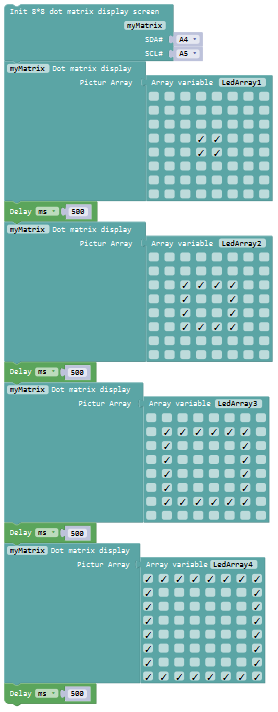 Init 8*8 dot matrix display screen
myMatrix
SDA# A4
SCL# A5
myMatrix Dot matrix display
Pictur Array Array variable LedArray1
Delay ms 500
myMatrix Dot matrix display
Pictur Array Array variable LedArray2
Delay ms 500
myMatrix Dot matrix display
Pictur Array Array variable LedArray3
Delay ms 500
myMatrix Dot matrix display
Pictur Array Array variable LedArray4
Delay ms 500